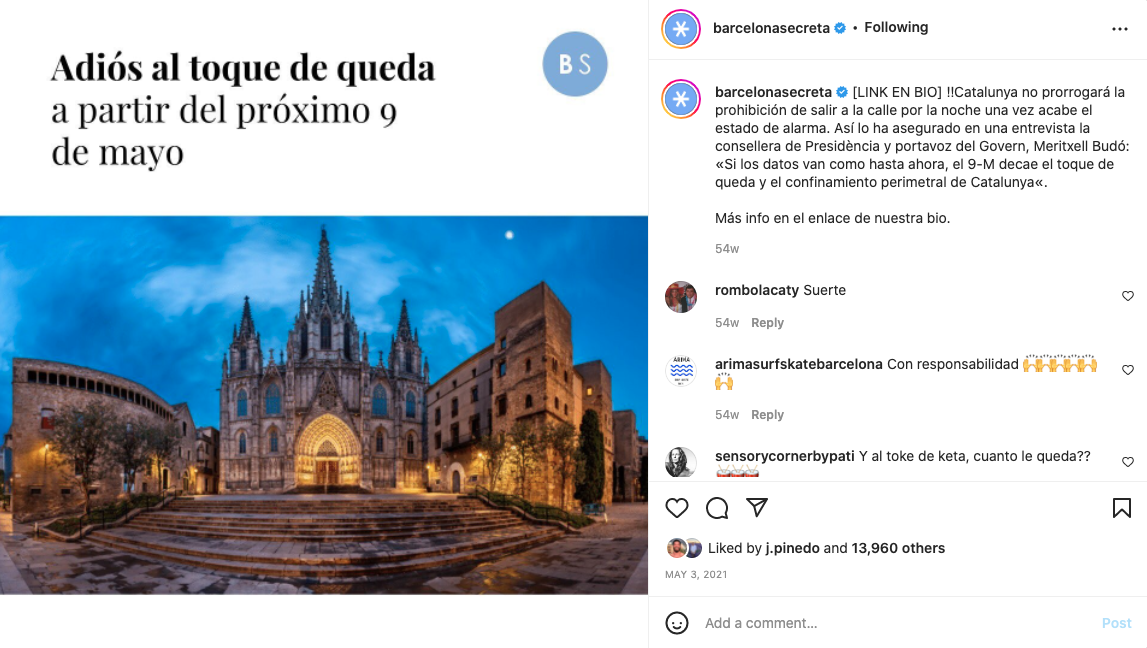 Adiós al toque de queda
a partir del próximo 9
de mayo
B S
barcelonasecreta • Following
barcelonasecreta [LINK EN BIO] ‼Catalunya no prorrogará la
prohibición de salir a la calle por la noche una vez acabe el
estado de alarma. Así lo ha asegurado en una entrevista la
consellera de Presidència y portavoz del Govern, Meritxell Budó:
«Si los datos van como hasta ahora, el 9-M decae el toque de
queda y el confinamiento perimetral de Catalunya«.
Más info en el enlace de nuestra bio.
54w
rombolacaty Suerte
54w Reply
ARIMA
arimasurfskatebarcelona Con responsabilidad 🙌🙌🙌🙌
🙌
54w Reply
sensorycornerbypati Y al toke de keta, cuanto le queda??
🥁🥁🥁
Liked by j.pinedo and 13,960 others
MAY 3, 2021
Add a comment...
Post